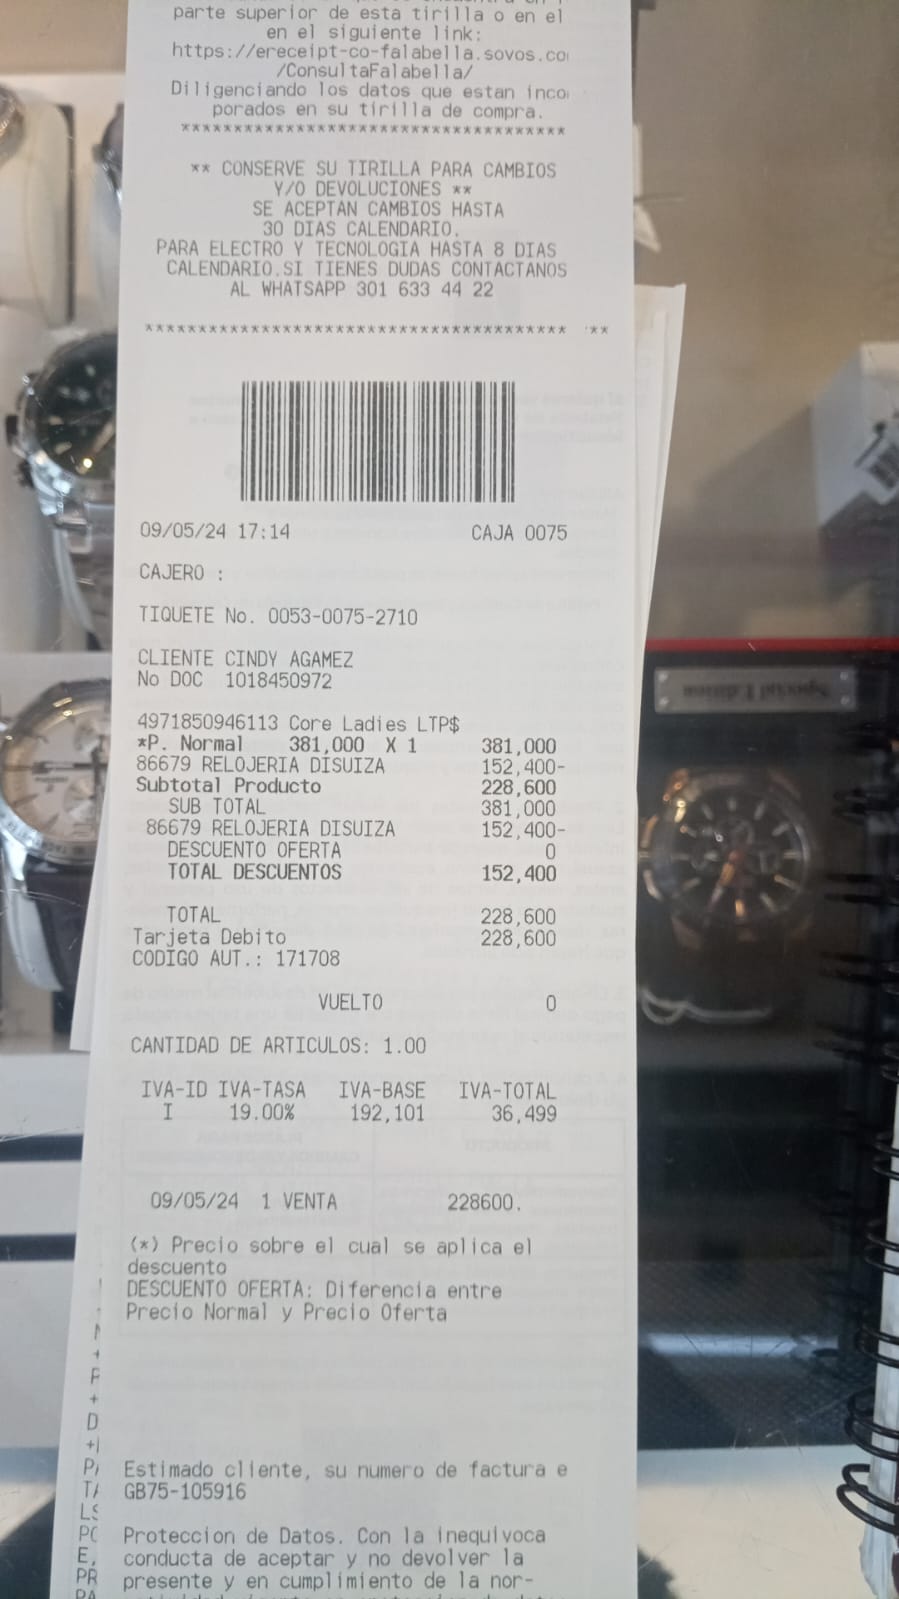 parte superior de esta tirilla o en el
en el siguiente link:
https://ereceipt-co-falabella.sovos.co
/ConsultaFalabella/
Diligenciando los datos que estan inco
porados en su tirilla de compra.
************************************
** CONSERVE SU TIRILLA PARA CAMBIOS
Y/O DEVOLUCIONES **
SE ACEPTAN CAMBIOS HASTA
30 DIAS CALENDARIO.
PARA ELECTRO Y TECNOLOGIA HASTA 8 DIAS
CALENDARIO.SI TIENES DUDAS CONTACTANOS
AL WHATSAPP 301 633 44 22
**************************************** **
09/05/24 17:14 CAJA 0075
CAJERO :
TIQUETE No. 0053-0075-2710
CLIENTE CINDY AGAMEZ
No DOC 1018450972
4971850946113 Core Ladies LTP$
*P. Normal 381,000 X 1 381,000
86679 RELOJERIA DISUIZA 152,400-
Subtotal Producto 228,600
SUB TOTAL 381,000
86679 RELOJERIA DISUIZA 152,400-
DESCUENTO OFERTA 0
TOTAL DESCUENTOS 152,400
TOTAL 228,600
Tarjeta Debito 228,600
CODIGO AUT.: 171708
VUELTO 0
CANTIDAD DE ARTICULOS: 1.00
IVA-ID IVA-TASA IVA-BASE IVA-TOTAL
I 19.00% 192,101 36,499
09/05/24 1 VENTA 228600.
(*) Precio sobre el cual se aplica el
descuento
DESCUENTO OFERTA: Diferencia entre
Precio Normal y Precio Oferta
Estimado cliente, su numero de factura e
GB75-105916
Proteccion de Datos. Con la inequivoca
conducta de aceptar y no devolver la
presente y en cumplimiento de la nor-
Special Edition